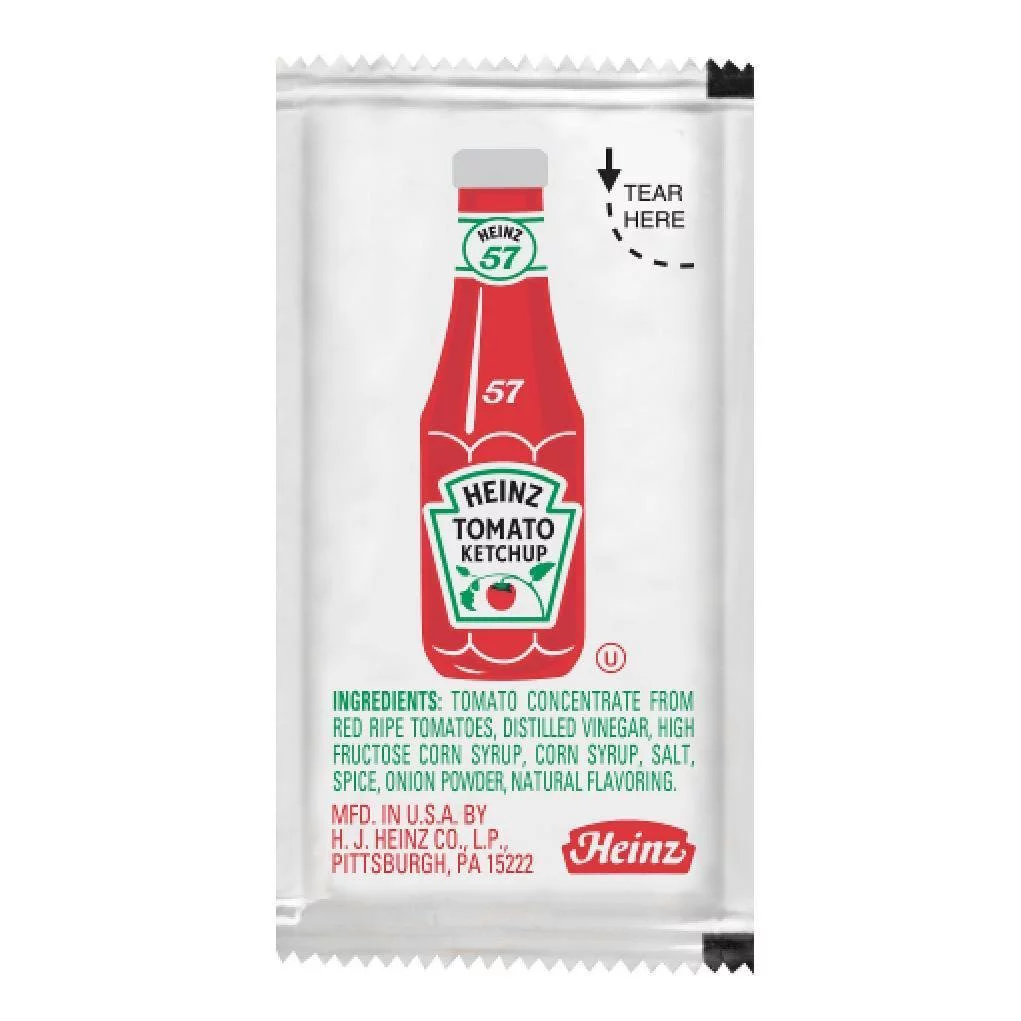 TEAR
HERE
HEINZ
57
57
HEINZ
TOMATO
KETCHUP
U
INGREDIENTS: TOMATO CONCENTRATE FROM
RED RIPE TOMATOES, DISTILLED VINEGAR, HIGH
FRUCTOSE CORN SYRUP, CORN SYRUP, SALT,
SPICE, ONION POWDER, NATURAL FLAVORING.
MFD. IN U.S.A. BY
H. J. HEINZ CO., L.P.,
PITTSBURGH, PA 15222
Heinz